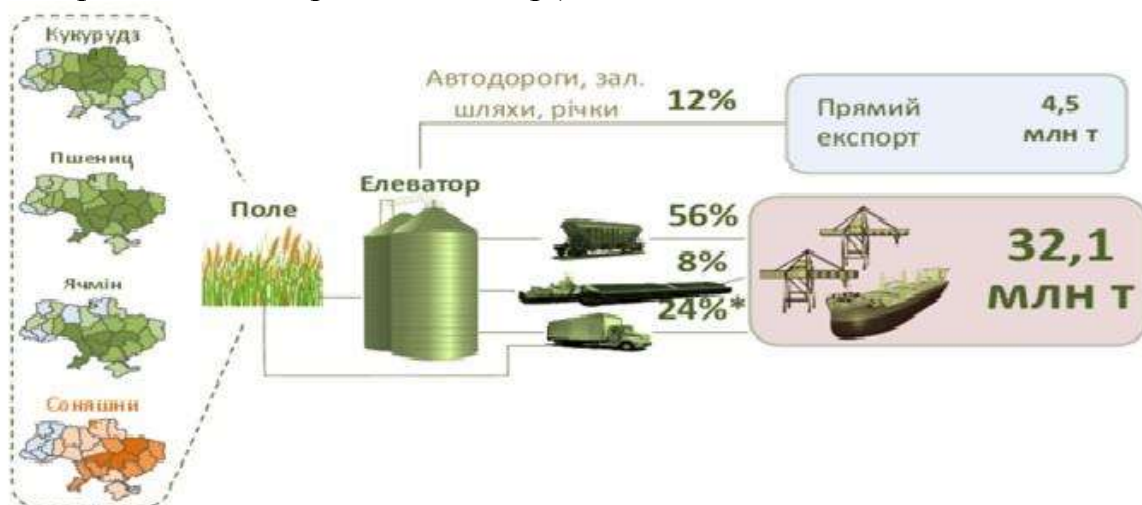 Кукурудз
Пшениц
Ячмін
Соняшни
Поле
Елеватор
Автодороги, зал.
шляхи, річки
12%
56%
8%
24%*
Прямий
експорт
4,5
млн т
32,1
млн т